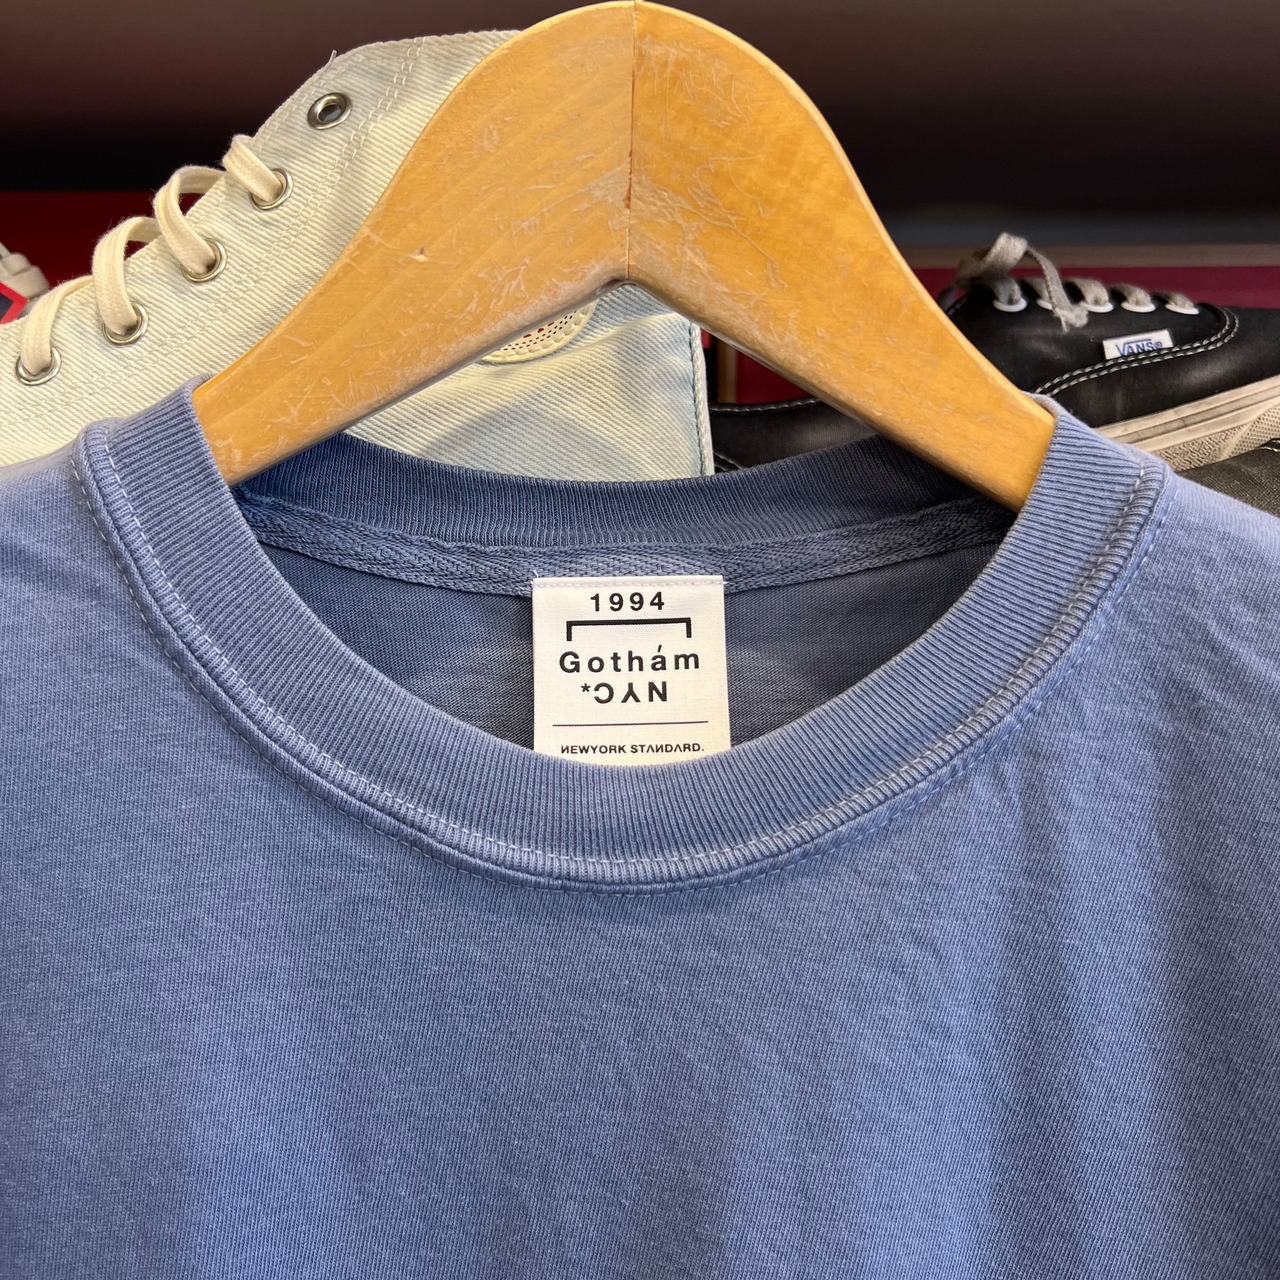 1994
Gothám
NYC*
NEWYORK STANDARD.
VANS®